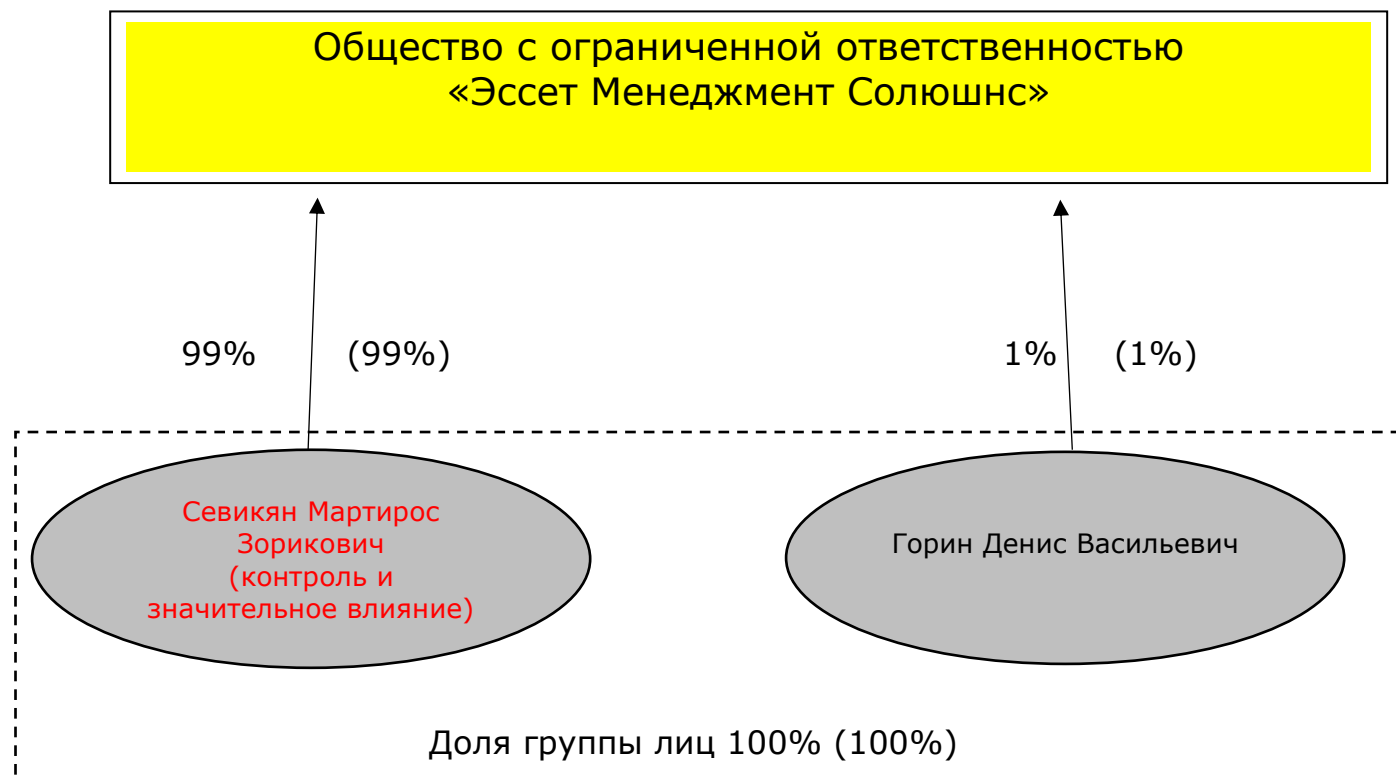 Общество с ограниченной ответственностью
«Эссет Менеджмент Солюшнс»
99% (99%)
1% (1%)
Севикян Мартирос
Зорикович
(контроль и
значительное влияние)
Горин Денис Васильевич
Доля группы лиц 100% (100%)